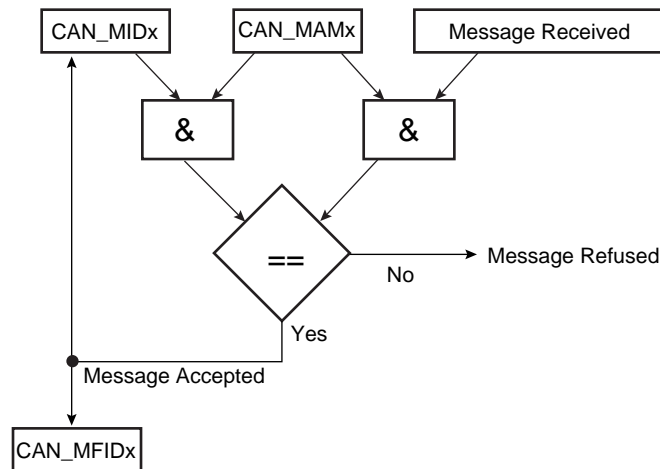 CAN_MIDx
CAN_MAMx
Message Received
&
&
==
No
Message Refused
Yes
Message Accepted
CAN_MFIDx